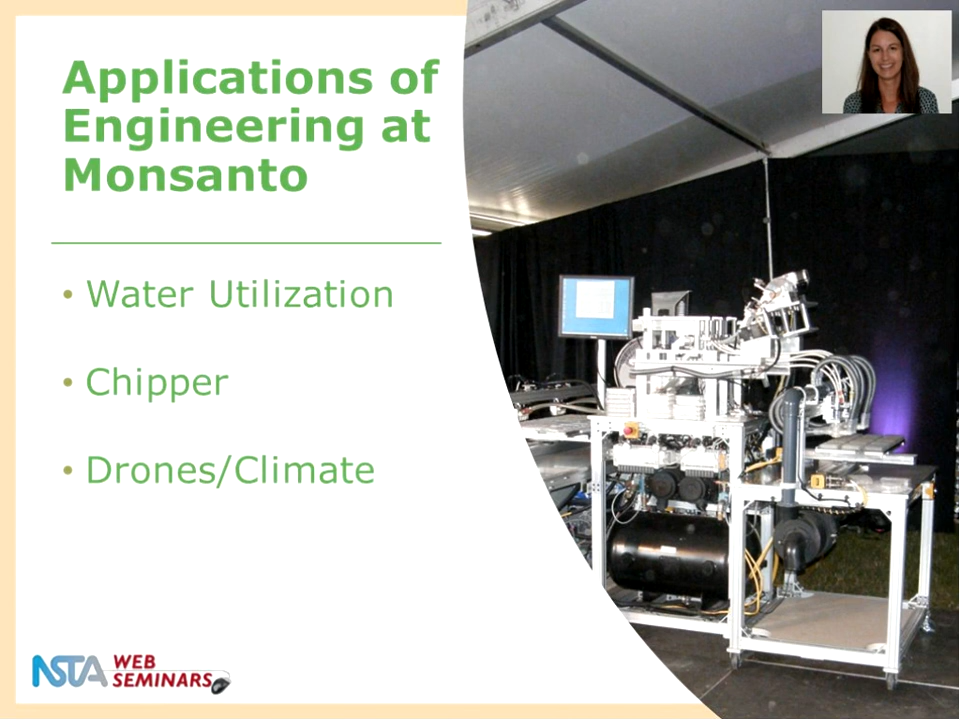 Applications of
Engineering at
Monsanto
• Water Utilization
• Chipper
• Drones/Climate
NSTA WEB
SEMINARS